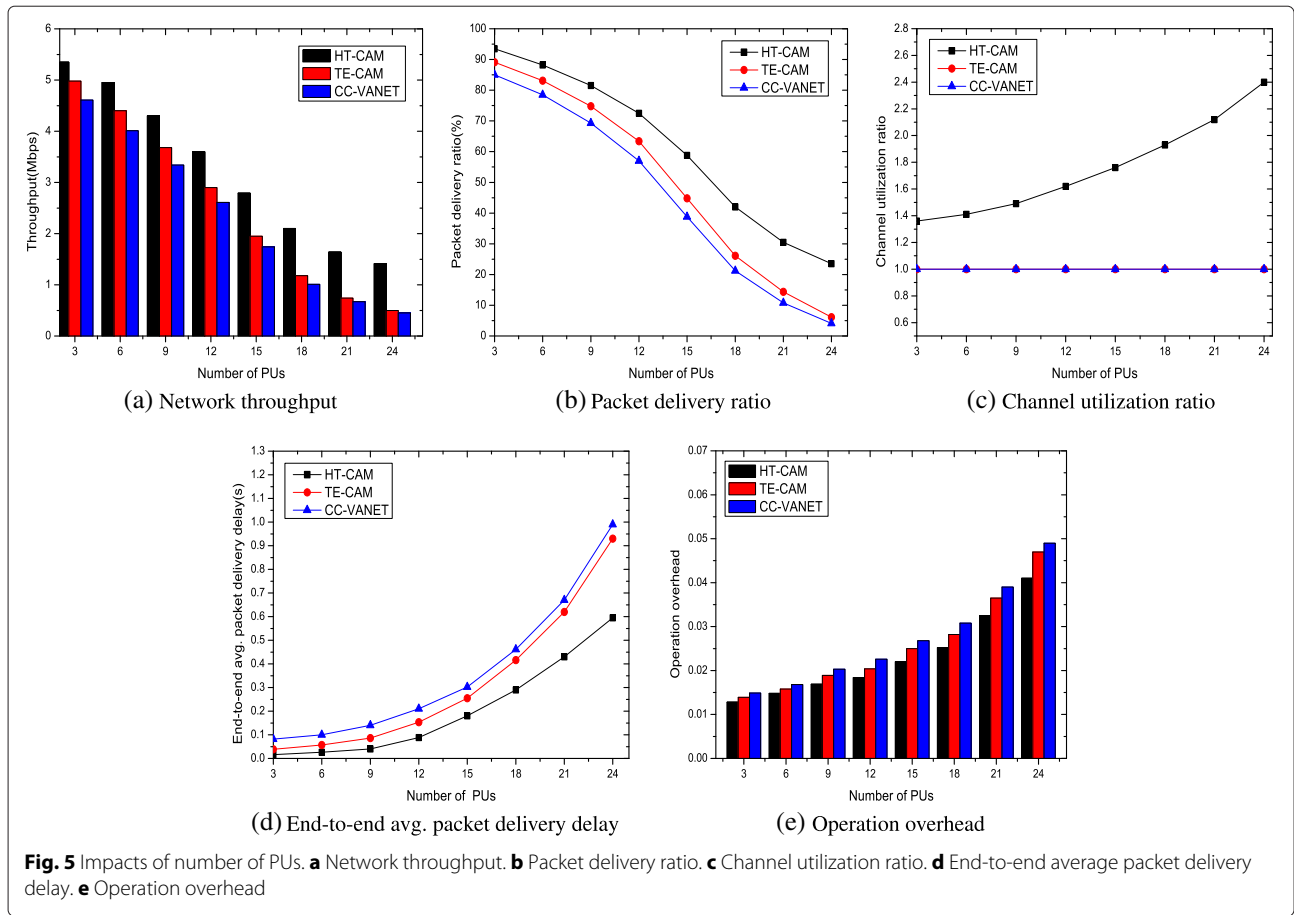 6
5
4
3
2
1
0
Throughput(Mbps)
HT-CAM
TE-CAM
CC-VANET
3 6 9 12 15 18 21 24
Number of PUs
(a) Network throughput
100
90
80
70
60
50
40
30
20
10
0
Packet delivery ratio(%)
HT-CAM
TE-CAM
CC-VANET
3 6 9 12 15 18 21 24
Number of PUs
(b) Packet delivery ratio
2.8
2.6
2.4
2.2
2.0
1.8
1.6
1.4
1.2
1.0
0.8
0.6
Channel utilization ratio
HT-CAM
TE-CAM
CC-VANET
3 6 9 12 15 18 21 24
Number of PUs
(c) Channel utilization ratio
1.3
1.2
1.1
1.0
0.9
0.8
0.7
0.6
0.5
0.4
0.3
0.2
0.1
0.0
End-to-end avg. packet delivery delay(s)
HT-CAM
TE-CAM
CC-VANET
3 6 9 12 15 18 21 24
Number of PUs
(d) End-to-end avg. packet delivery delay
0.07
0.06
0.05
0.04
0.03
0.02
0.01
0.00
Operation overhead
HT-CAM
TE-CAM
CC-VANET
3 6 9 12 15 18 21 24
Number of PUs
(e) Operation overhead
Fig. 5 Impacts of number of PUs. a Network throughput. b Packet delivery ratio. c Channel utilization ratio. d End-to-end average packet delivery
delay. e Operation overhead